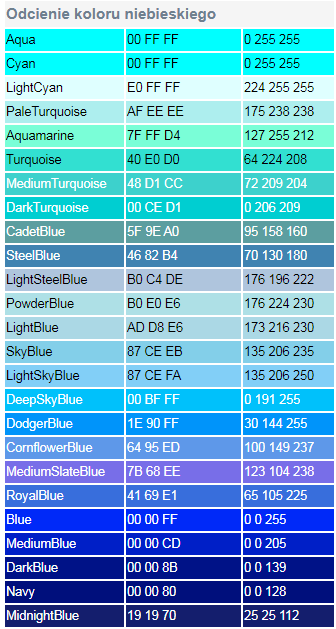 Odcienie koloru niebieskiego
Aqua 00 FF FF 0 255 255
Cyan 00 FF FF 0 255 255
LightCyan E0 FF FF 224 255 255
PaleTurquoise AF EE EE 175 238 238
Aquamarine 7F FF D4 127 255 212
Turquoise 40 E0 D0 64 224 208
MediumTurquoise 48 D1 CC 72 209 204
DarkTurquoise 00 CE D1 0 206 209
CadetBlue 5F 9E A0 95 158 160
SteelBlue 46 82 B4 70 130 180
LightSteelBlue B0 C4 DE 176 196 222
PowderBlue B0 E0 E6 176 224 230
LightBlue AD D8 E6 173 216 230
SkyBlue 87 CE EB 135 206 235
LightSkyBlue 87 CE FA 135 206 250
DeepSkyBlue 00 BF FF 0 191 255
DodgerBlue 1E 90 FF 30 144 255
CornflowerBlue 64 95 ED 100 149 237
MediumSlateBlue 7B 68 EE 123 104 238
RoyalBlue 41 69 E1 65 105 225
Blue 00 00 FF 0 0 255
MediumBlue 00 00 CD 0 0 205
DarkBlue 00 00 8B 0 0 139
Navy 00 00 80 0 0 128
MidnightBlue 19 19 70 25 25 112